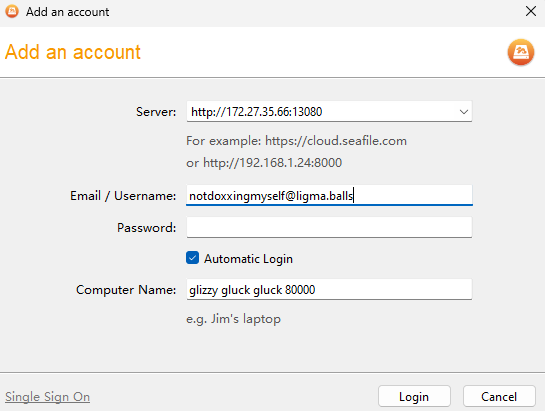 Add an account
Add an account
Server: http://172.27.35.66:13080
For example: https://cloud.seafile.com
or http://192.168.1.24:8000
Email / Username: notdoxxingmyself@ligma.balls
Password:
Automatic Login
Computer Name: glizzy gluck gluck 80000
e.g. Jim's laptop
Single Sign On Login Cancel